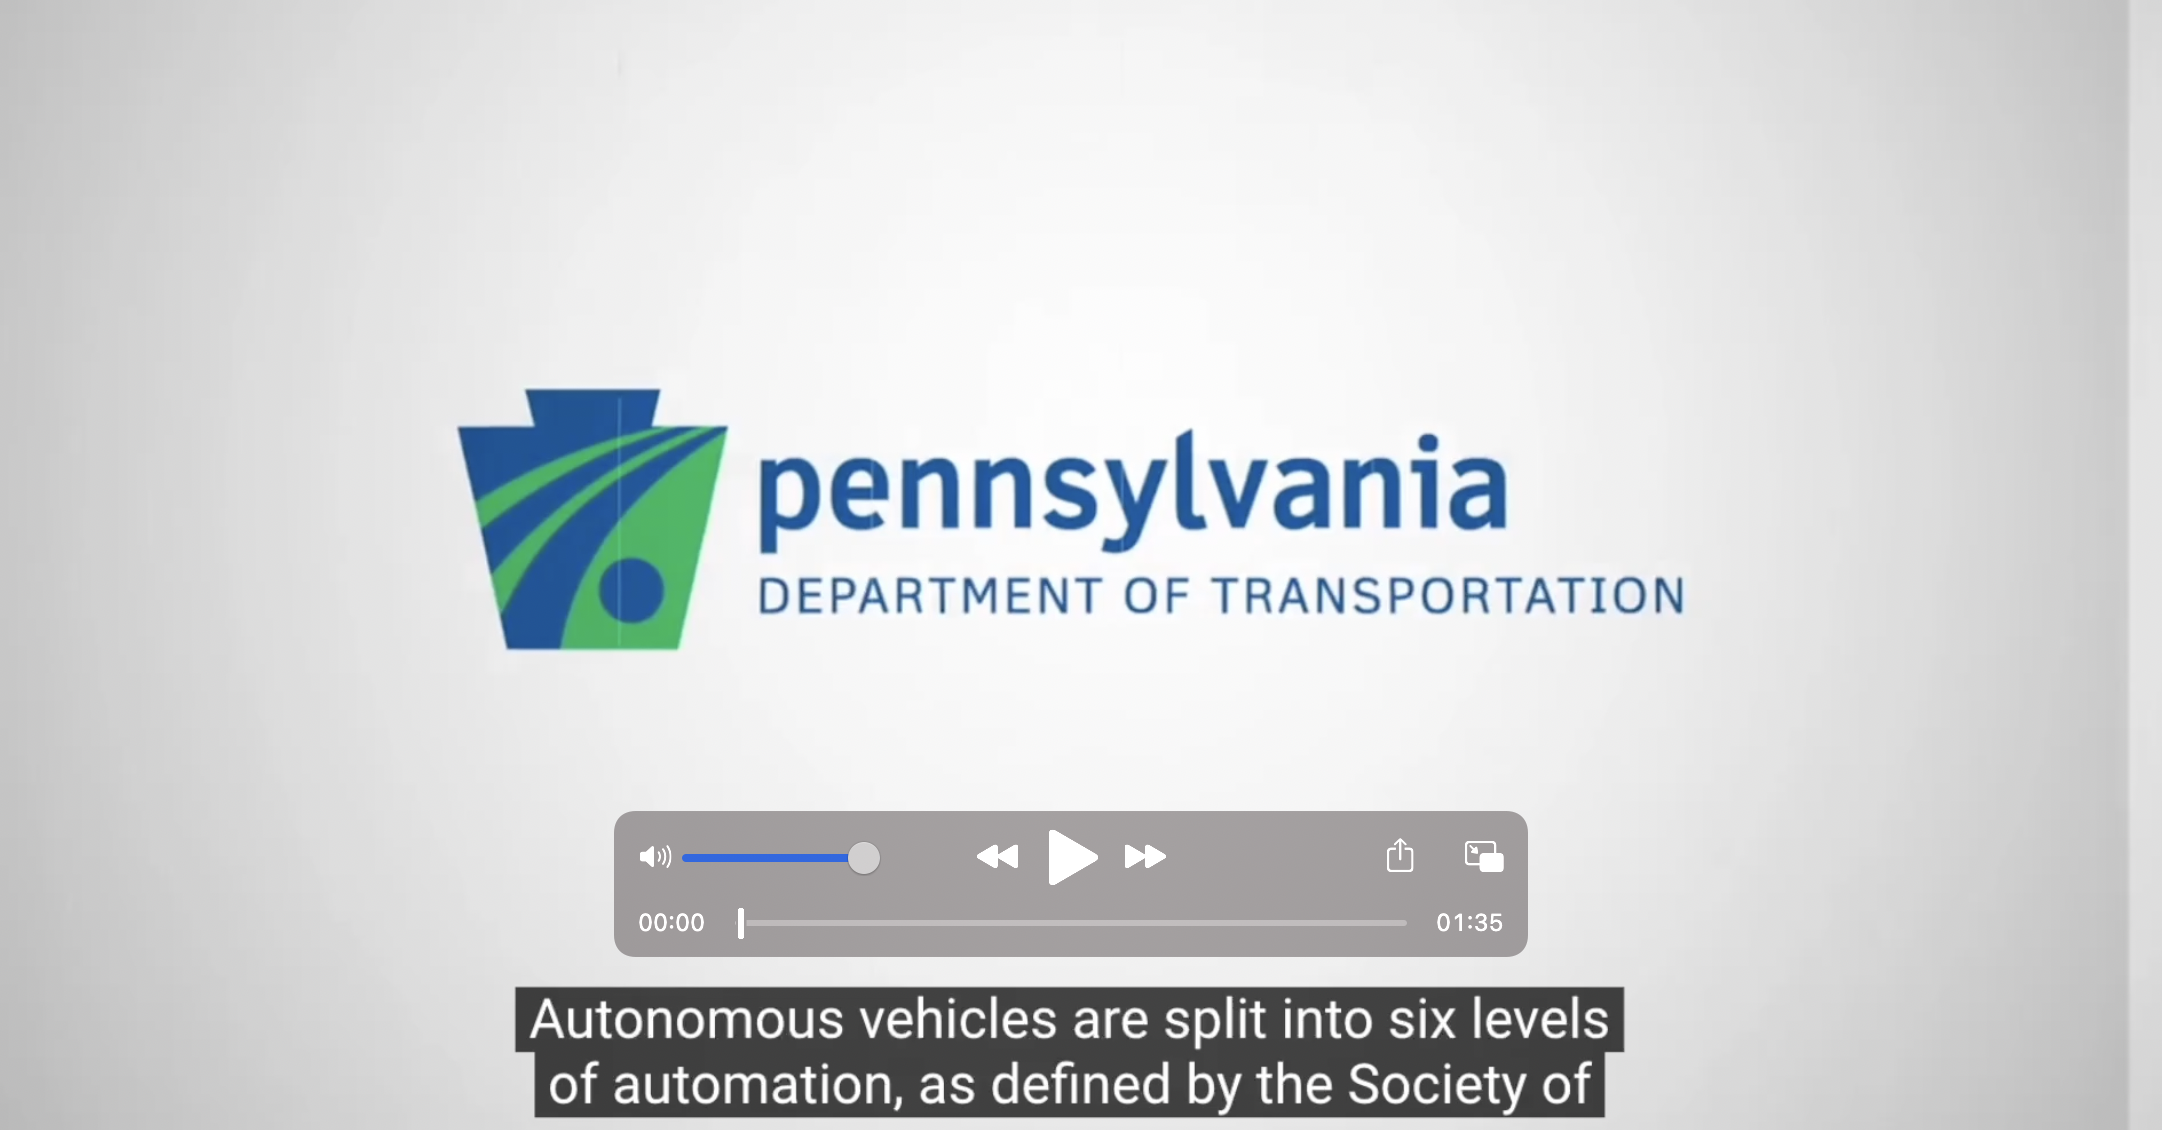 pennsylvania
DEPARTMENT OF TRANSPORTATION
00:00
01:35
Autonomous vehicles are split into six levels
of automation, as defined by the Society of